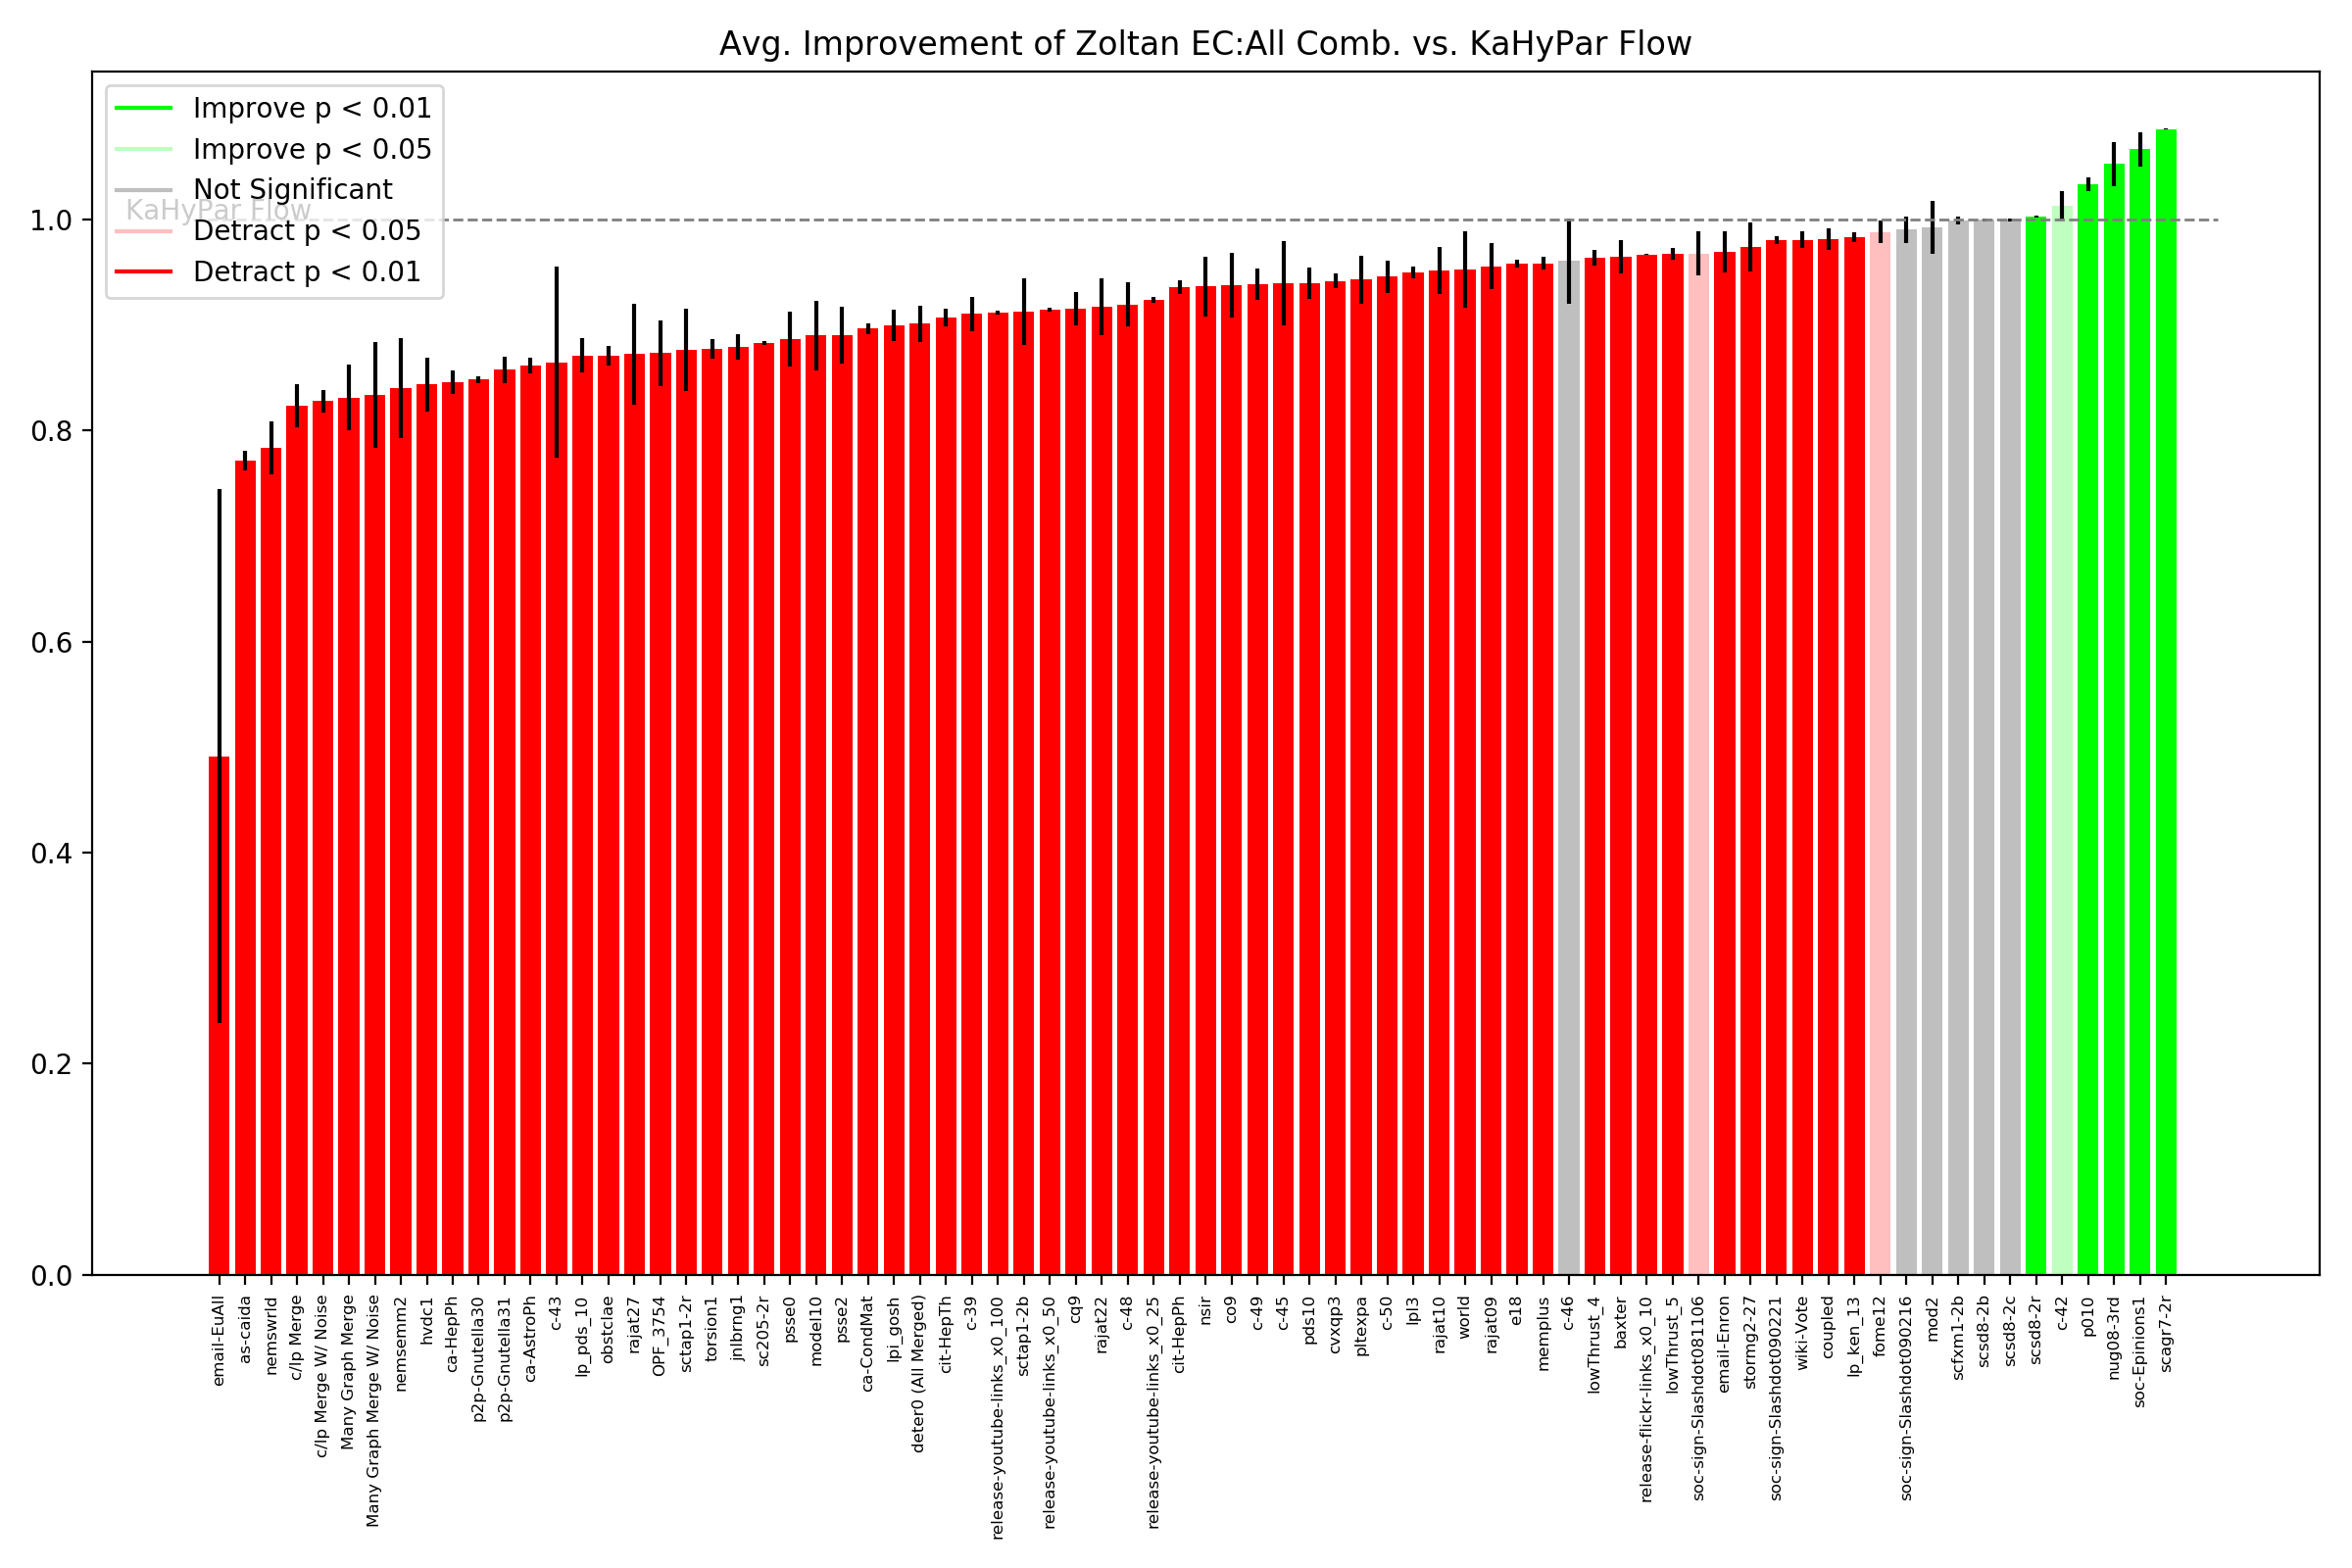 Avg. Improvement of Zoltan EC:All Comb. vs. KaHyPar Flow
Improve p < 0.01
Improve p < 0.05
Not Significant
KaHyPar Flow
Detract p < 0.05
Detract p < 0.01
1.0
0.8
0.6
0.4
0.2
0.0
email-EuAll
as-caida
nemswrld
c/lp Merge
c/lp Merge W/ Noise
Many Graph Merge
Many Graph Merge W/ Noise
nemsemm2
hvdc1
ca-HepPh
p2p-Gnutella30
p2p-Gnutella31
ca-AstroPh
c-43
lp_pds_10
obstclae
rajat27
OPF_3754
sctap1-2r
torsion1
jnlbrng1
sc205-2r
psse0
model10
psse2
ca-CondMat
lpi_gosh
deter0 (All Merged)
cit-HepTh
c-39
release-youtube-links_x0_100
sctap1-2b
release-youtube-links_x0_50
cq9
rajat22
c-48
release-youtube-links_x0_25
cit-HepPh
nsir
co9
c-49
c-45
pds10
cvxqp3
pltexpa
c-50
lpl3
rajat10
world
rajat09
e18
memplus
c-46
lowThrust_4
baxter
release-flickr-links_x0_10
lowThrust_5
soc-sign-Slashdot081106
email-Enron
stormg2-27
soc-sign-Slashdot090221
wiki-Vote
coupled
lp_ken_13
fome12
soc-sign-Slashdot090216
mod2
scfxm1-2b
scsd8-2b
scsd8-2c
scsd8-2r
c-42
p010
nug08-3rd
soc-Epinions1
scagr7-2r